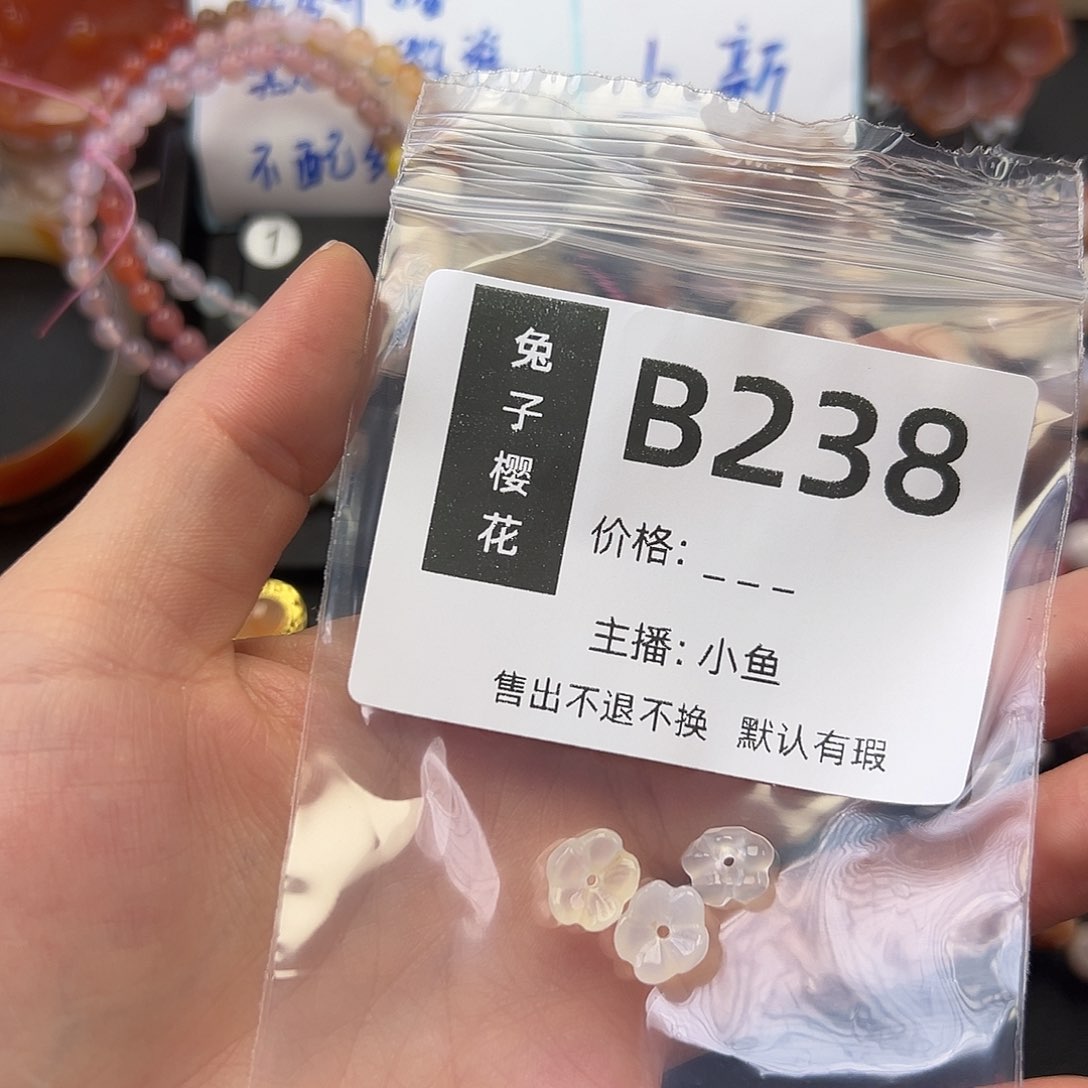 上新
不配
7
兔子樱花
B238
价格: _ _ _
主播: 小鱼
售出不退不换 默认有瑕